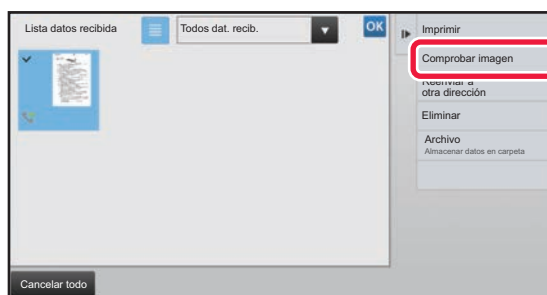 Lista datos recibida
Todos dat. recib.
OK
Imprimir
Comprobar imagen
Reenviar a
otra dirección
Eliminar
Archivo
Almacenar datos en carpeta
Cancelar todo